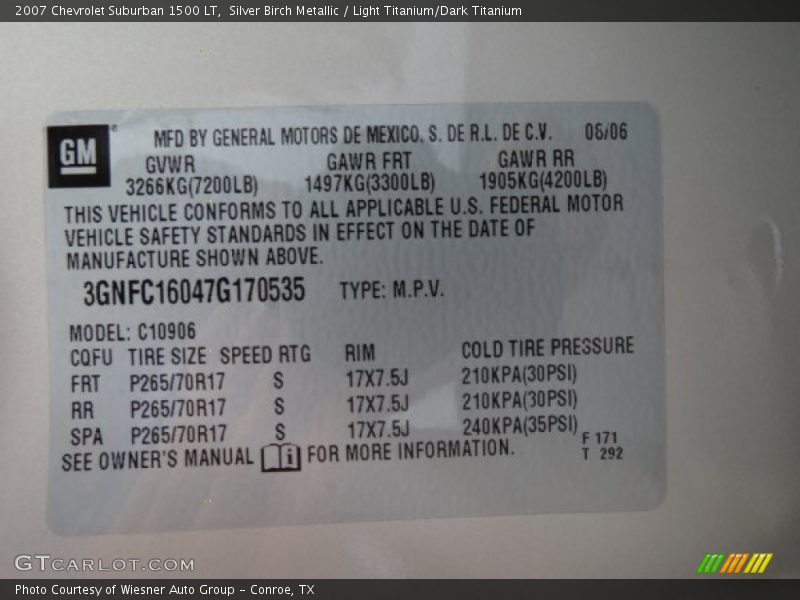 2007 Chevrolet Suburban 1500 LT,  Silver Birch Metallic / Light Titanium/Dark Titanium
GM
MFD BY GENERAL MOTORS DE MEXICO, S. DE R.L. DE C.V. 06/06
GVWR GAWR FRT GAWR RR
3266KG(7200LB) 1497KG(3300LB) 1905KG(4200LB)
THIS VEHICLE CONFORMS TO ALL APPLICABLE U.S. FEDERAL MOTOR
VEHICLE SAFETY STANDARDS IN EFFECT ON THE DATE OF
MANUFACTURE SHOWN ABOVE.
3GNFC16047G170535 TYPE: M.P.V.
MODEL: C10906
CQFU TIRE SIZE SPEED RTG RIM COLD TIRE PRESSURE
FRT P265/70R17 S 17X7.5J 210KPA(30PSI)
RR P265/70R17 S 17X7.5J 210KPA(30PSI)
SPA P265/70R17 S 17X7.5J 240KPA(35PSI)
SEE OWNER'S MANUAL i FOR MORE INFORMATION.
F 171
T 292
GTCARLOT.COM
Photo Courtesy of Wiesner Auto Group - Conroe, TX